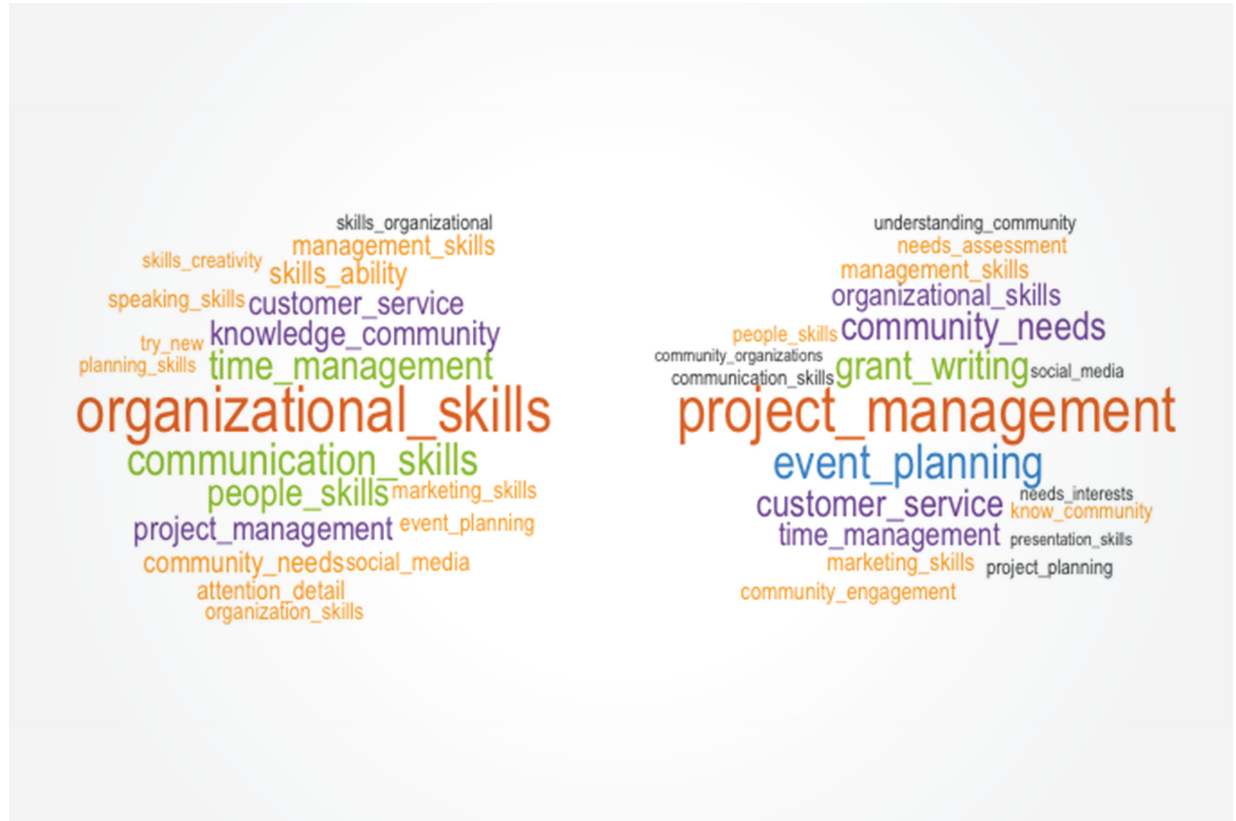 skills_organizational
management_skills
skills_creativity
skills_ability
speaking_skills
customer_service
try_new
knowledge_community
planning_skills
time_management
organizational_skills
communication_skills
people_skills
marketing_skills
project_management
event_planning
community_needs
social_media
attention_detail
organization_skills
understanding_community
needs_assessment
management_skills
organizational_skills
people_skills
community_needs
community_organizations
communication_skills
grant_writing
social_media
project_management
event_planning
customer_service
needs_interests
know_community
time_management
presentation_skills
marketing_skills
project_planning
community_engagement